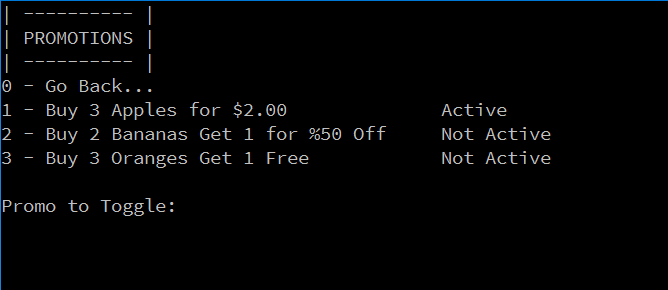 | ---------- |
| PROMOTIONS |
| ---------- |
0 - Go Back...
1 - Buy 3 Apples for $2.00              Active
2 - Buy 2 Bananas Get 1 for %50 Off     Not Active
3 - Buy 3 Oranges Get 1 Free            Not Active
Promo to Toggle: